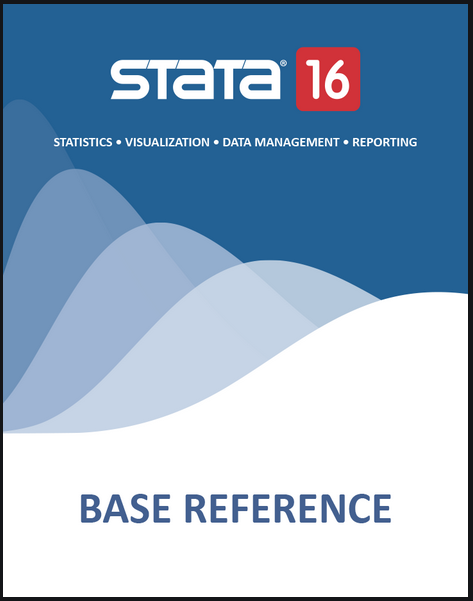 STATA® 16
STATISTICS • VISUALIZATION • DATA MANAGEMENT • REPORTING
BASE REFERENCE